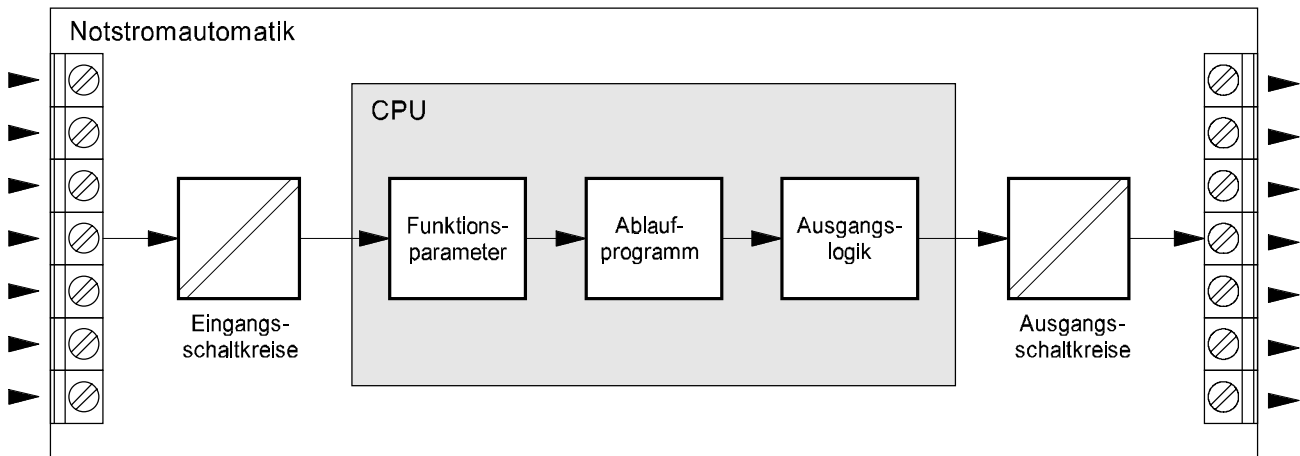 Notstromautomatik
CPU
Funktions-
parameter
Ablauf-
programm
Ausgangs-
logik
Eingangs-
schaltkreise
Ausgangs-
schaltkreise